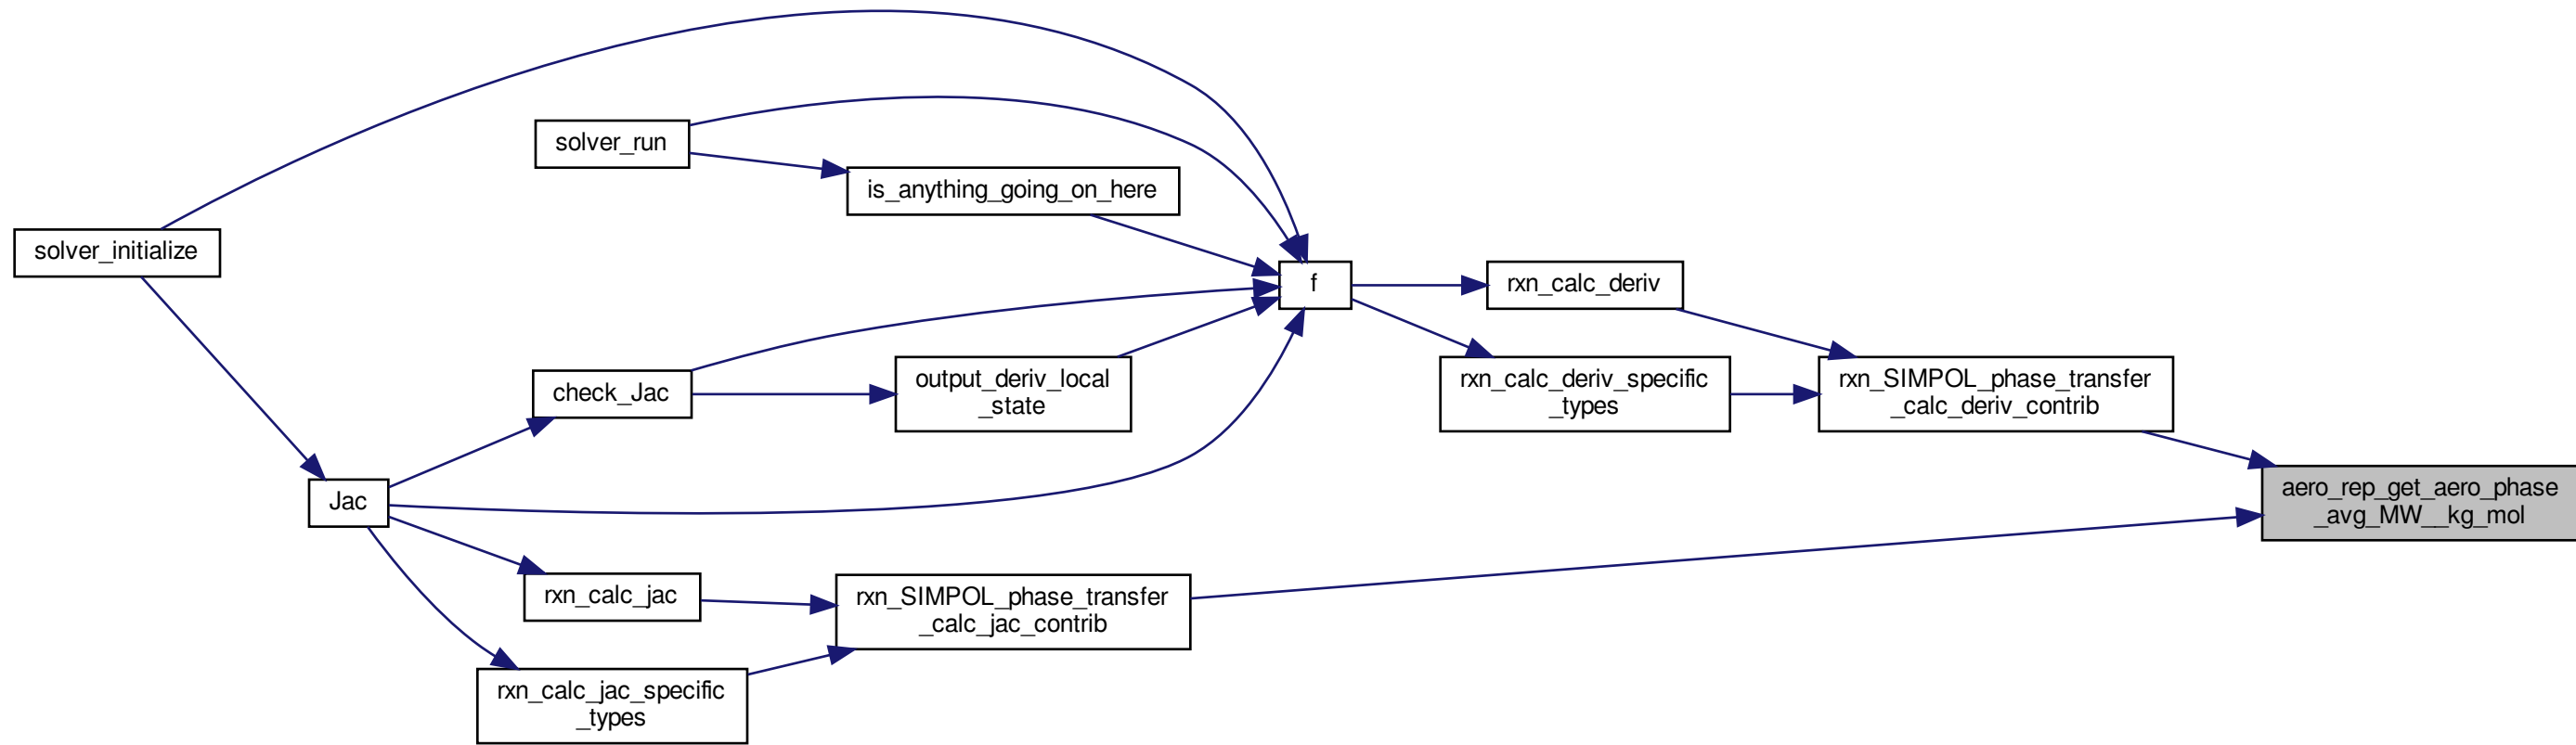 solver_run
is_anything_going_on_here
solver_initialize
f
rxn_calc_deriv
check_Jac
output_deriv_local
_state
rxn_calc_deriv_specific
_types
rxn_SIMPOL_phase_transfer
_calc_deriv_contrib
Jac
aero_rep_get_aero_phase
_avg_MW__kg_mol
rxn_calc_jac
rxn_SIMPOL_phase_transfer
_calc_jac_contrib
rxn_calc_jac_specific
_types